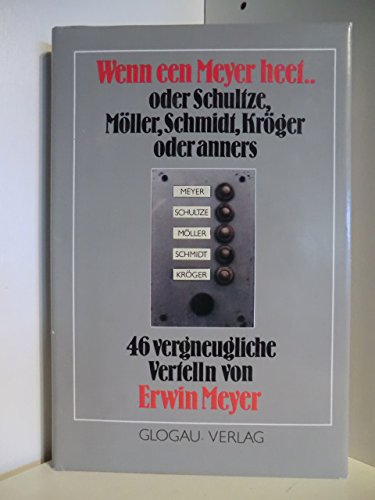 Wenn een Meyer heet..
oder Schultze,
Möller, Schmidt, Kröger
oder anners
MEYER
SCHULTZE
MÖLLER
SCHMIDT
KRÖGER
46 vergneugliche
Vertelln von
Erwin Meyer
GLOGAU · VERLAG